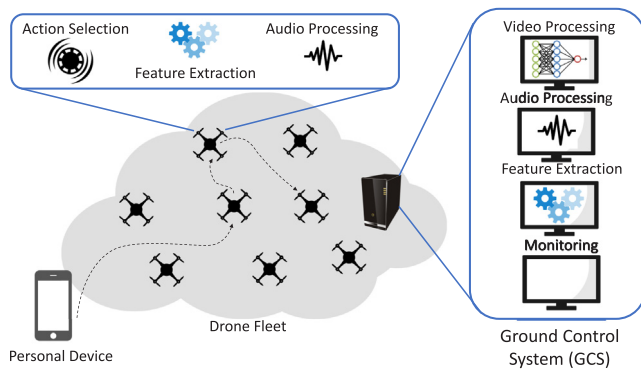 Action Selection
Audio Processing
Feature Extraction
Video Processing
Audio Processing
Feature Extraction
Monitoring
Drone Fleet
Personal Device
Ground Control
System (GCS)